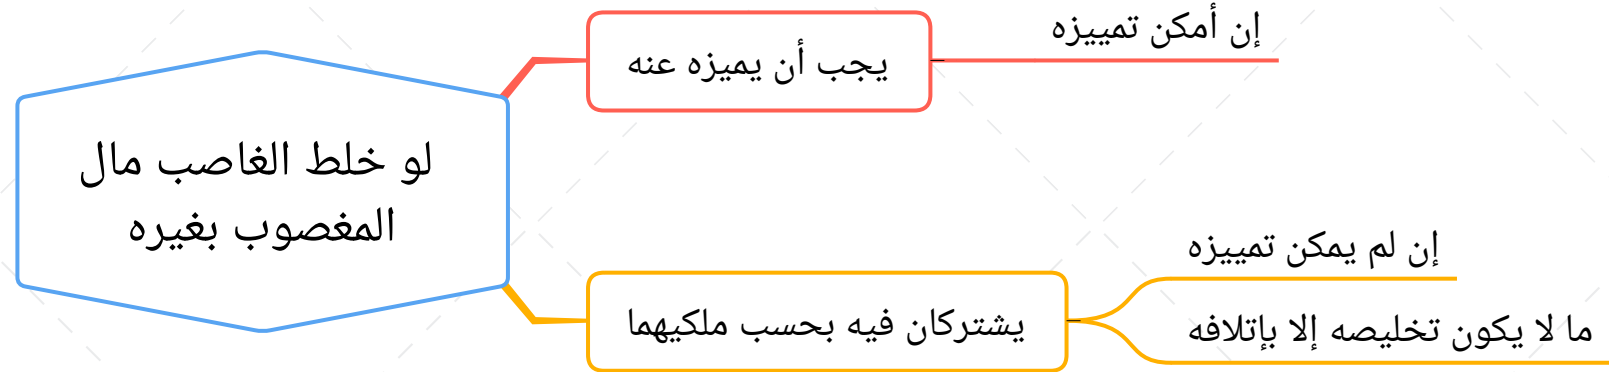 لو خلط الغاصب مال
المغصوب بغيره
يجب أن يميزه عنه
إن أمكن تمييزه
يشتركان فيه بحسب ملكيهما
إن لم يمكن تمييزه
ما لا يكون تخليصه إلا بإتلافه